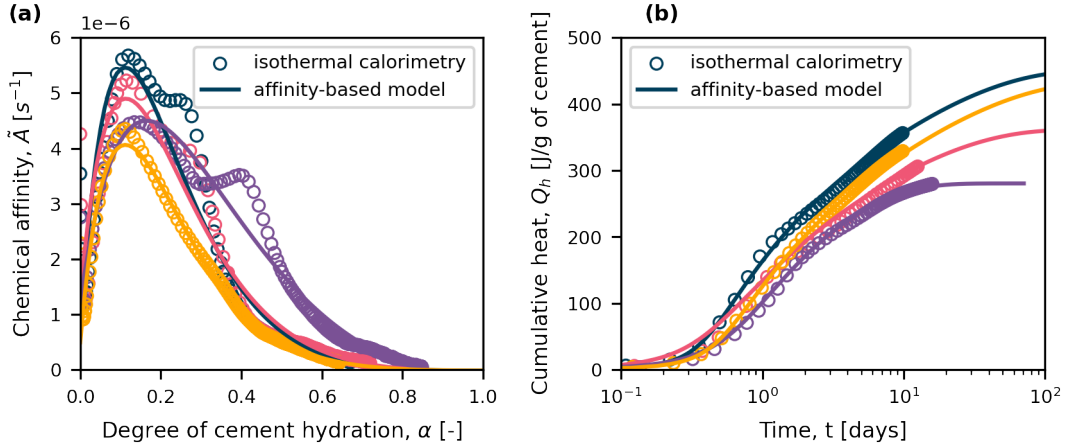 (a)
1e−6
6
5
4
3
2
1
0
Chemical affinity, Ã [s⁻¹]
isothermal calorimetry
affinity-based model
0.0 0.2 0.4 0.6 0.8 1.0
Degree of cement hydration, α [-]
(b)
500
400
300
200
100
0
Cumulative heat, Qₕ [J/g of cement]
isothermal calorimetry
affinity-based model
10⁻¹ 10⁰ 10¹ 10²
Time, t [days]